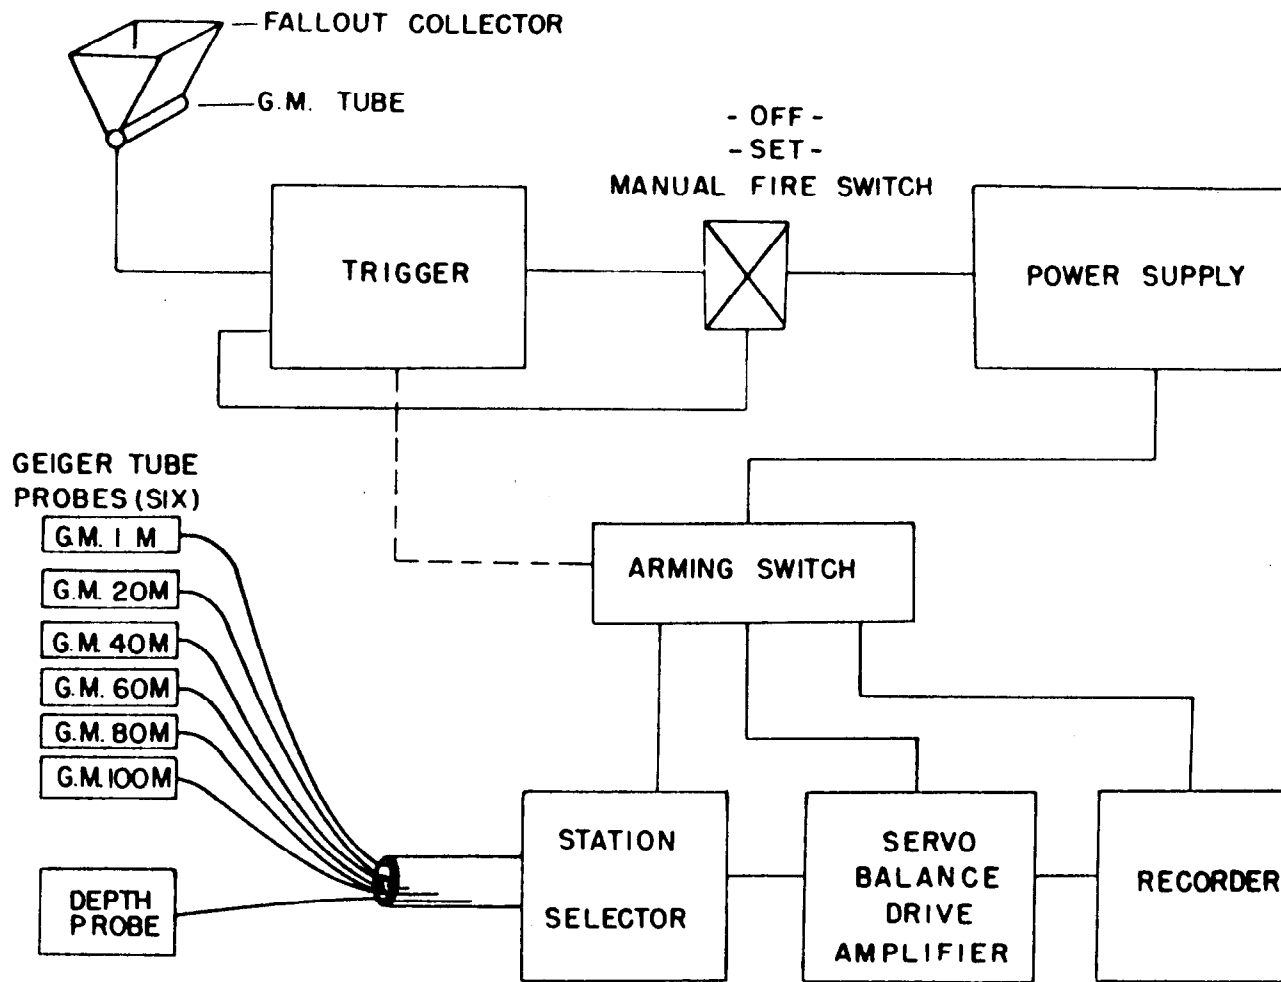 FALLOUT COLLECTOR
G.M. TUBE
- OFF -
- SET -
MANUAL FIRE SWITCH
TRIGGER
POWER SUPPLY
GEIGER TUBE
PROBES (SIX)
G.M. 1 M
G.M. 20M
G.M. 40M
G.M. 60M
G.M. 80M
G.M. 100M
ARMING SWITCH
DEPTH
PROBE
STATION
SELECTOR
SERVO
BALANCE
DRIVE
AMPLIFIER
RECORDER